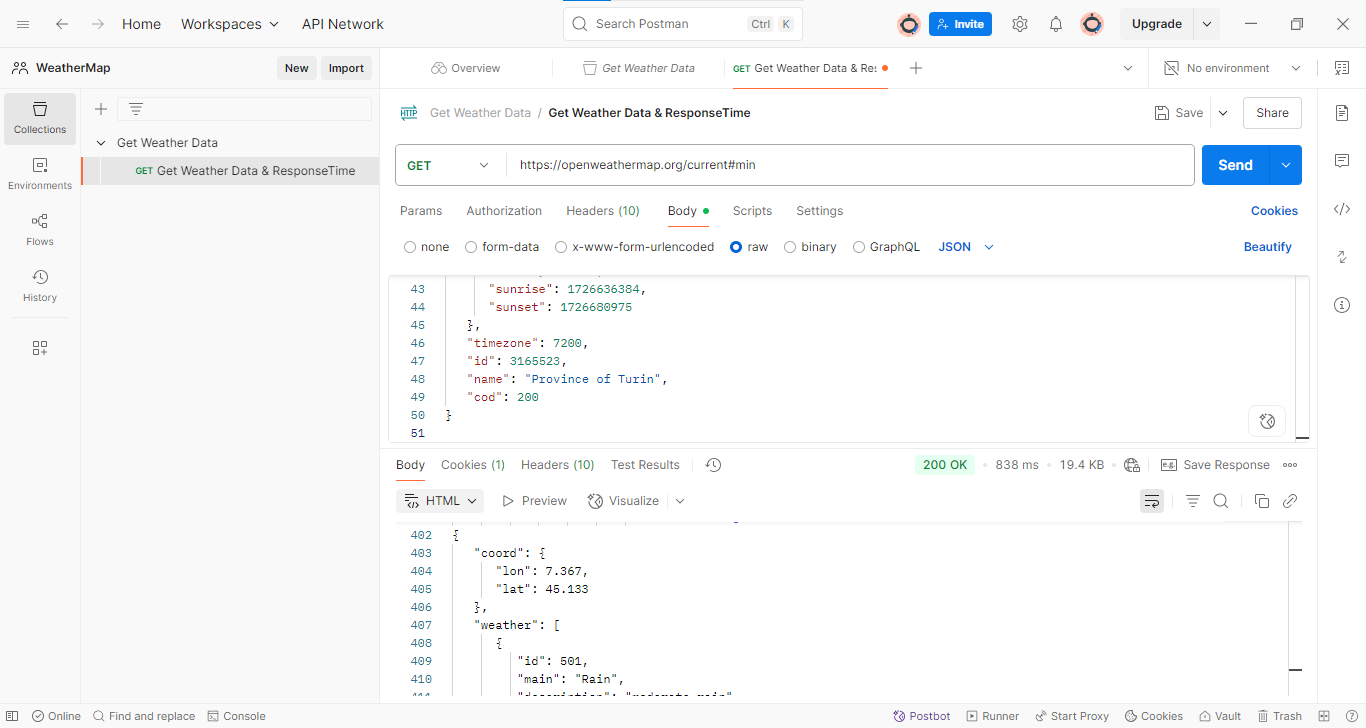 Home Workspaces API Network Search Postman Ctrl K Invite Upgrade
WeatherMap New Import Overview Get Weather Data GET Get Weather Data & Res No environment
Collections
Environments
Flows
History
Get Weather Data
GET Get Weather Data & ResponseTime
HTTP Get Weather Data / Get Weather Data & ResponseTime Save Share
GET https://openweathermap.org/current#min Send
Params Authorization Headers (10) Body Scripts Settings Cookies
none form-data x-www-form-urlencoded raw binary GraphQL JSON Beautify
43 "sunrise": 1726636384,
44 "sunset": 1726680975
45 },
46 "timezone": 7200,
47 "id": 3165523,
48 "name": "Province of Turin",
49 "cod": 200
50 }
51
Body Cookies (1) Headers (10) Test Results 200 OK 838 ms 19.4 KB e.g. Save Response
HTML Preview Visualize
402 {
403 "coord": {
404 "lon": 7.367,
405 "lat": 45.133
406 },
407 "weather": [
408 {
409 "id": 501,
410 "main": "Rain",
411 "description": "moderate rain"
Online Find and replace Console Postbot Runner Start Proxy Cookies Vault Trash